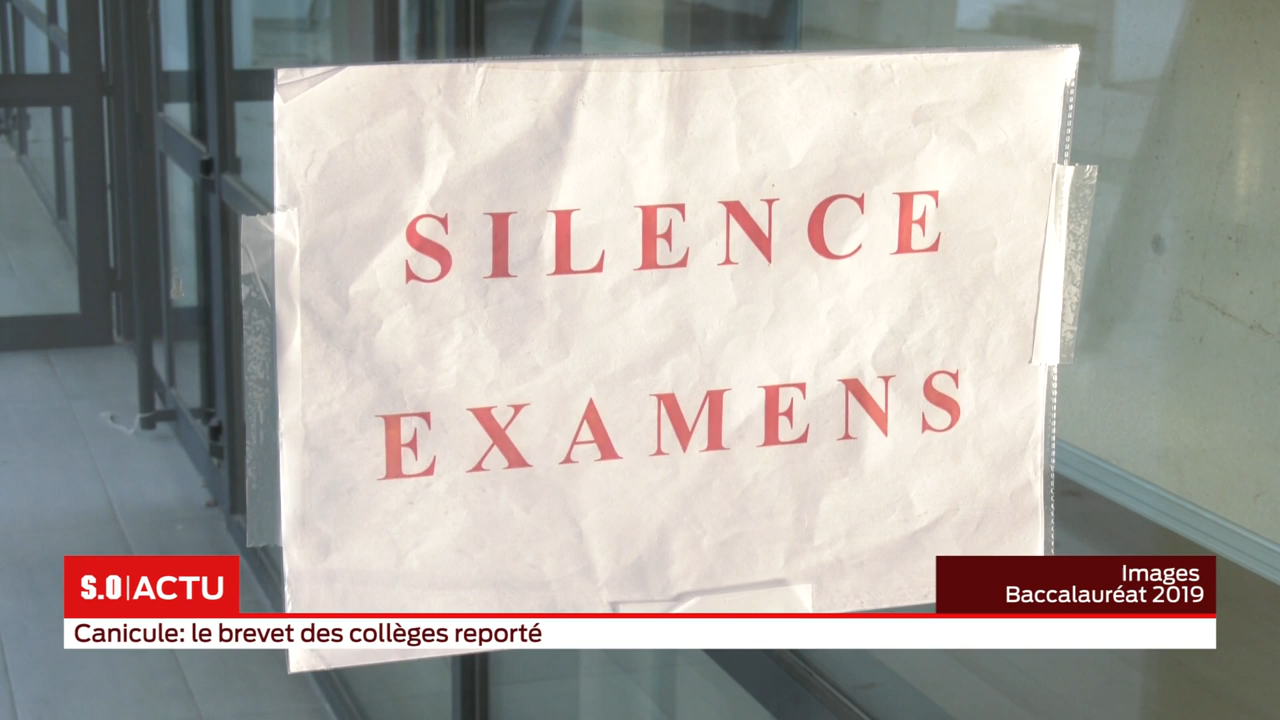 SILENCE
EXAMENS
S.O|ACTU
Images
Baccalauréat 2019
Canicule: le brevet des collèges reporté